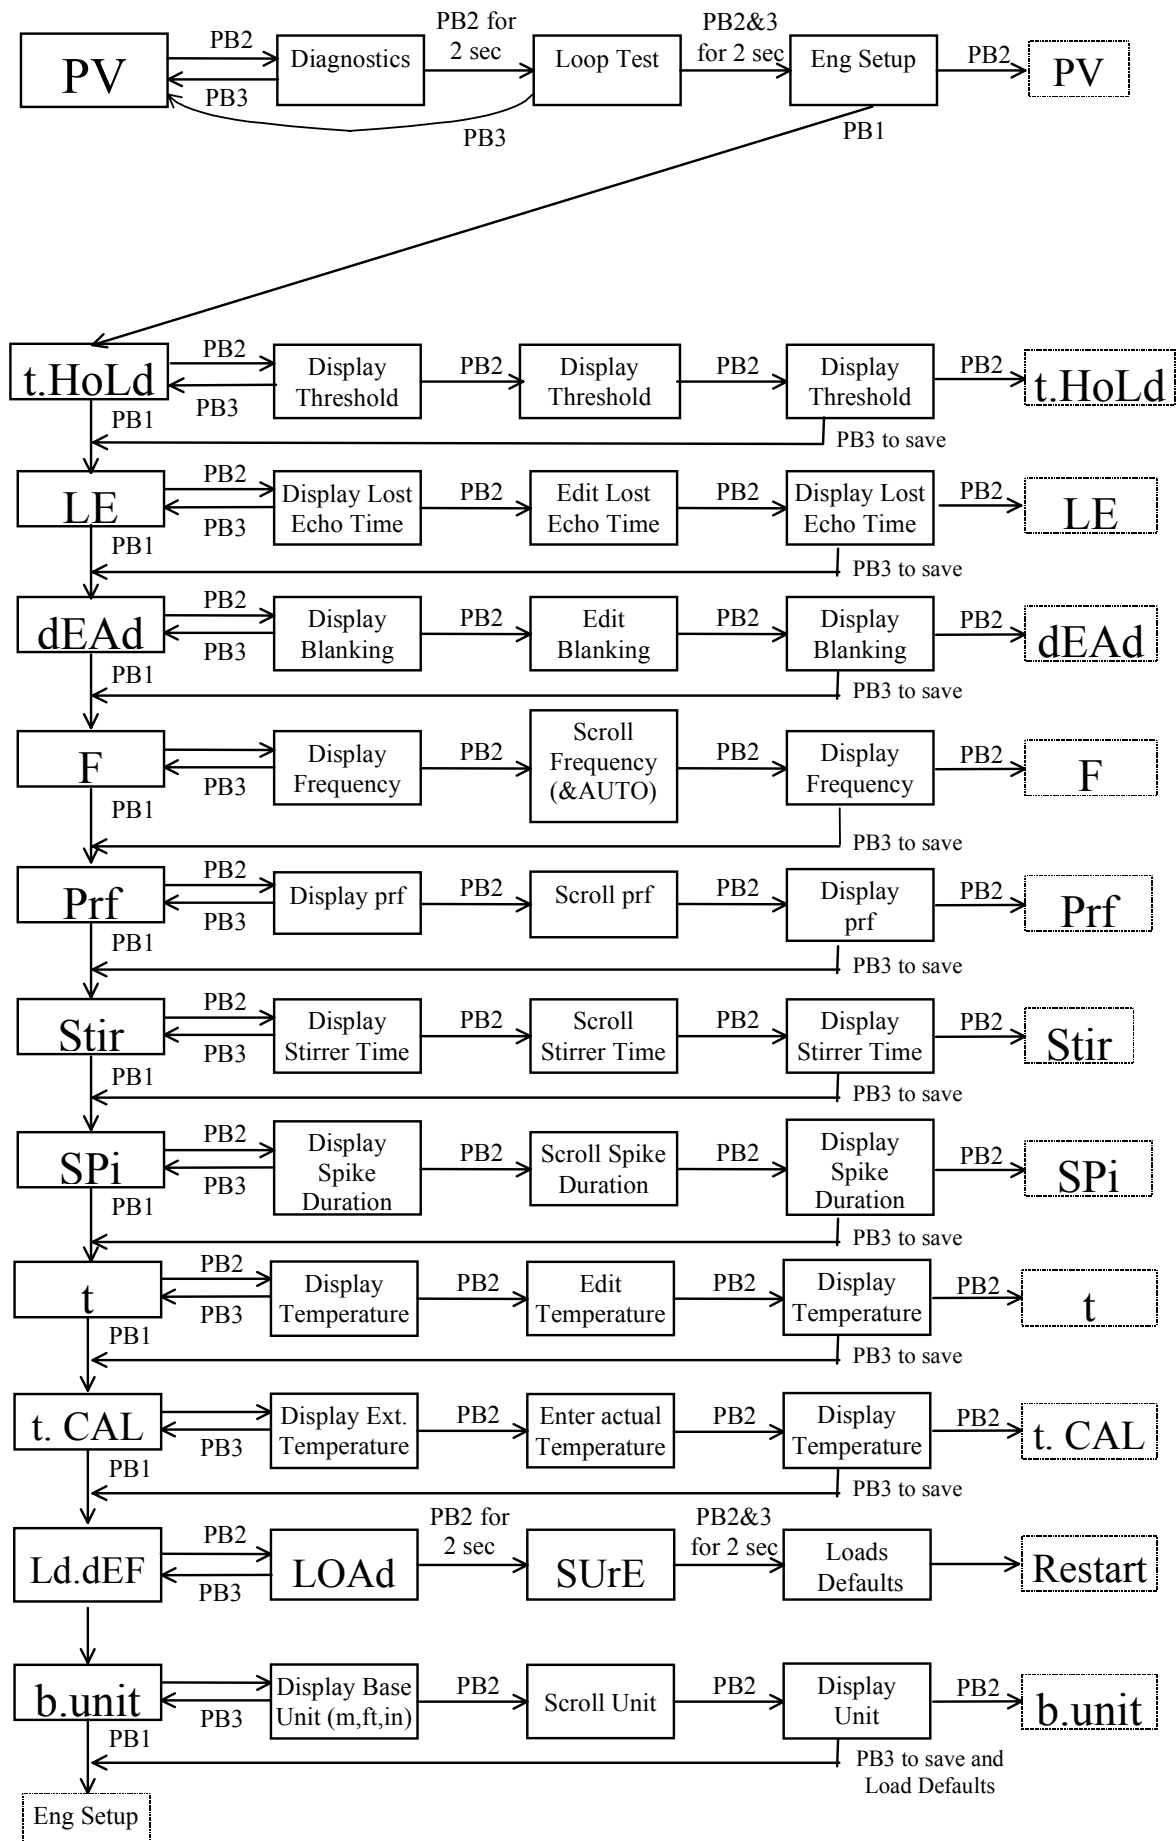 PV
PB2
PB3
Diagnostics
PB2 for
2 sec
Loop Test
PB3
PB2&3
for 2 sec
Eng Setup
PB2
PV
PB1
t.HoLd
PB2
PB3
Display
Threshold
PB2
Display
Threshold
PB2
Display
Threshold
PB2
t.HoLd
PB1
PB3 to save
LE
PB2
PB3
Display Lost
Echo Time
PB2
Edit Lost
Echo Time
PB2
Display Lost
Echo Time
PB2
LE
PB1
PB3 to save
dEAd
PB2
PB3
Display
Blanking
PB2
Edit
Blanking
PB2
Display
Blanking
PB2
dEAd
PB1
PB3 to save
F
PB3
Display
Frequency
PB2
Scroll
Frequency
(&AUTO)
PB2
Display
Frequency
PB2
F
PB1
PB3 to save
Prf
PB2
PB3
Display prf
PB2
Scroll prf
PB2
Display
prf
PB2
Prf
PB1
PB3 to save
Stir
PB2
PB3
Display
Stirrer Time
PB2
Scroll
Stirrer Time
PB2
Display
Stirrer Time
PB2
Stir
PB1
PB3 to save
SPi
PB2
PB3
Display
Spike
Duration
PB2
Scroll Spike
Duration
PB2
Display
Spike
Duration
PB2
SPi
PB1
PB3 to save
t
PB2
PB3
Display
Temperature
PB2
Edit
Temperature
PB2
Display
Temperature
PB2
t
PB1
PB3 to save
t. CAL
PB3
Display Ext.
Temperature
PB2
Enter actual
Temperature
PB2
Display
Temperature
PB2
t. CAL
PB1
PB3 to save
Ld.dEF
PB2
PB3
LOAd
PB2 for
2 sec
SUrE
PB2&3
for 2 sec
Loads
Defaults
Restart
b.unit
PB3
Display Base
Unit (m,ft,in)
PB2
Scroll Unit
PB2
Display
Unit
PB2
b.unit
PB1
PB3 to save and
Load Defaults
Eng Setup